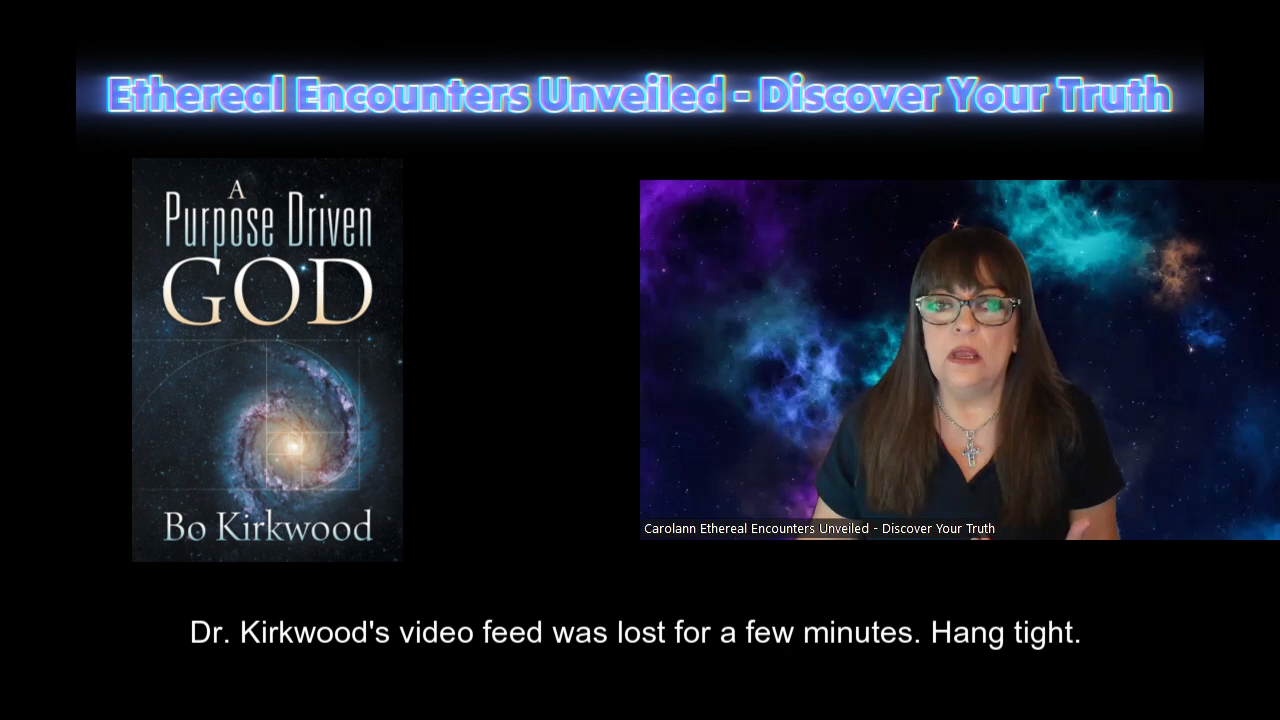 Ethereal Encounters Unveiled - Discover Your Truth
A
Purpose Driven
GOD
Bo Kirkwood
Carolann Ethereal Encounters Unveiled - Discover Your Truth
Dr. Kirkwood's video feed was lost for a few minutes. Hang tight.